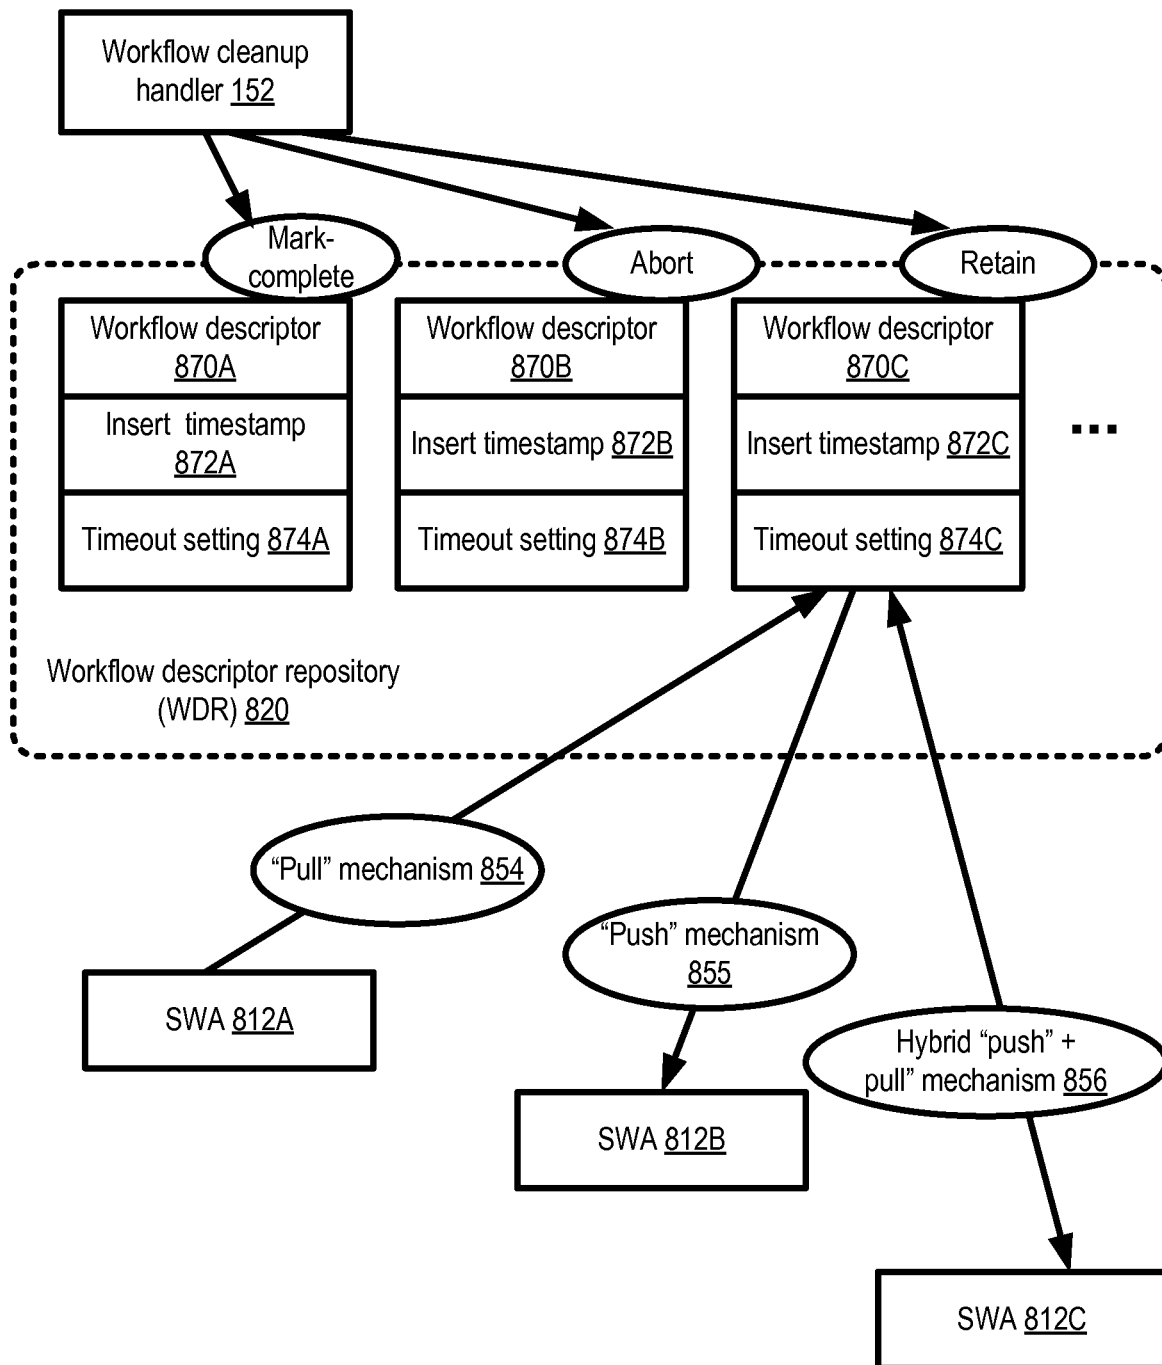 Workflow cleanup
handler 152
Mark-
complete
Abort
Retain
Workflow descriptor
870A
Workflow descriptor
870B
Workflow descriptor
870C
Insert timestamp
872A
Insert timestamp 872B
Insert timestamp 872C
...
Timeout setting 874A
Timeout setting 874B
Timeout setting 874C
Workflow descriptor repository
(WDR) 820
“Pull” mechanism 854
“Push” mechanism
855
SWA 812A
Hybrid “push” +
pull” mechanism 856
SWA 812B
SWA 812C